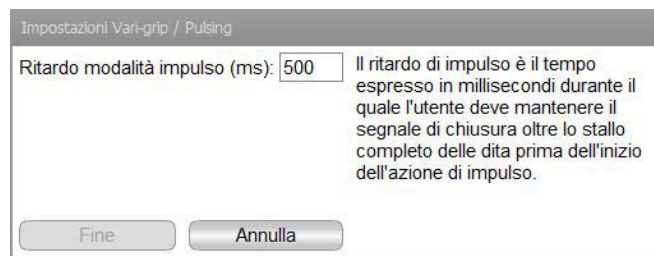 Impostazioni Vari-grip / Pulsing
Ritardo modalità impulso (ms): 500
Il ritardo di impulso è il tempo
espresso in millisecondi durante il
quale l'utente deve mantenere il
segnale di chiusura oltre lo stallo
completo delle dita prima dell'inizio
dell'azione di impulso.
Fine
Annulla